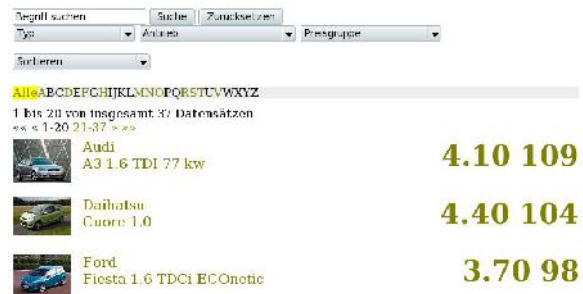 Begriff suchen Suche Zurücksetzen
Typ Antrieb Preisgruppe
Sortieren
Alle A B C D E F G H I J K L M N O P Q R S T U V W X Y Z
1 bis 20 von insgesamt 37 Datensätzen
«« « 1-20 21-37 » »»
Audi
A3 1.6 TDI 77 kw
4.10 109
Daihatsu
Cuore 1.0
4.40 104
Ford
Fiesta 1.6 TDCi ECOnetic
3.70 98